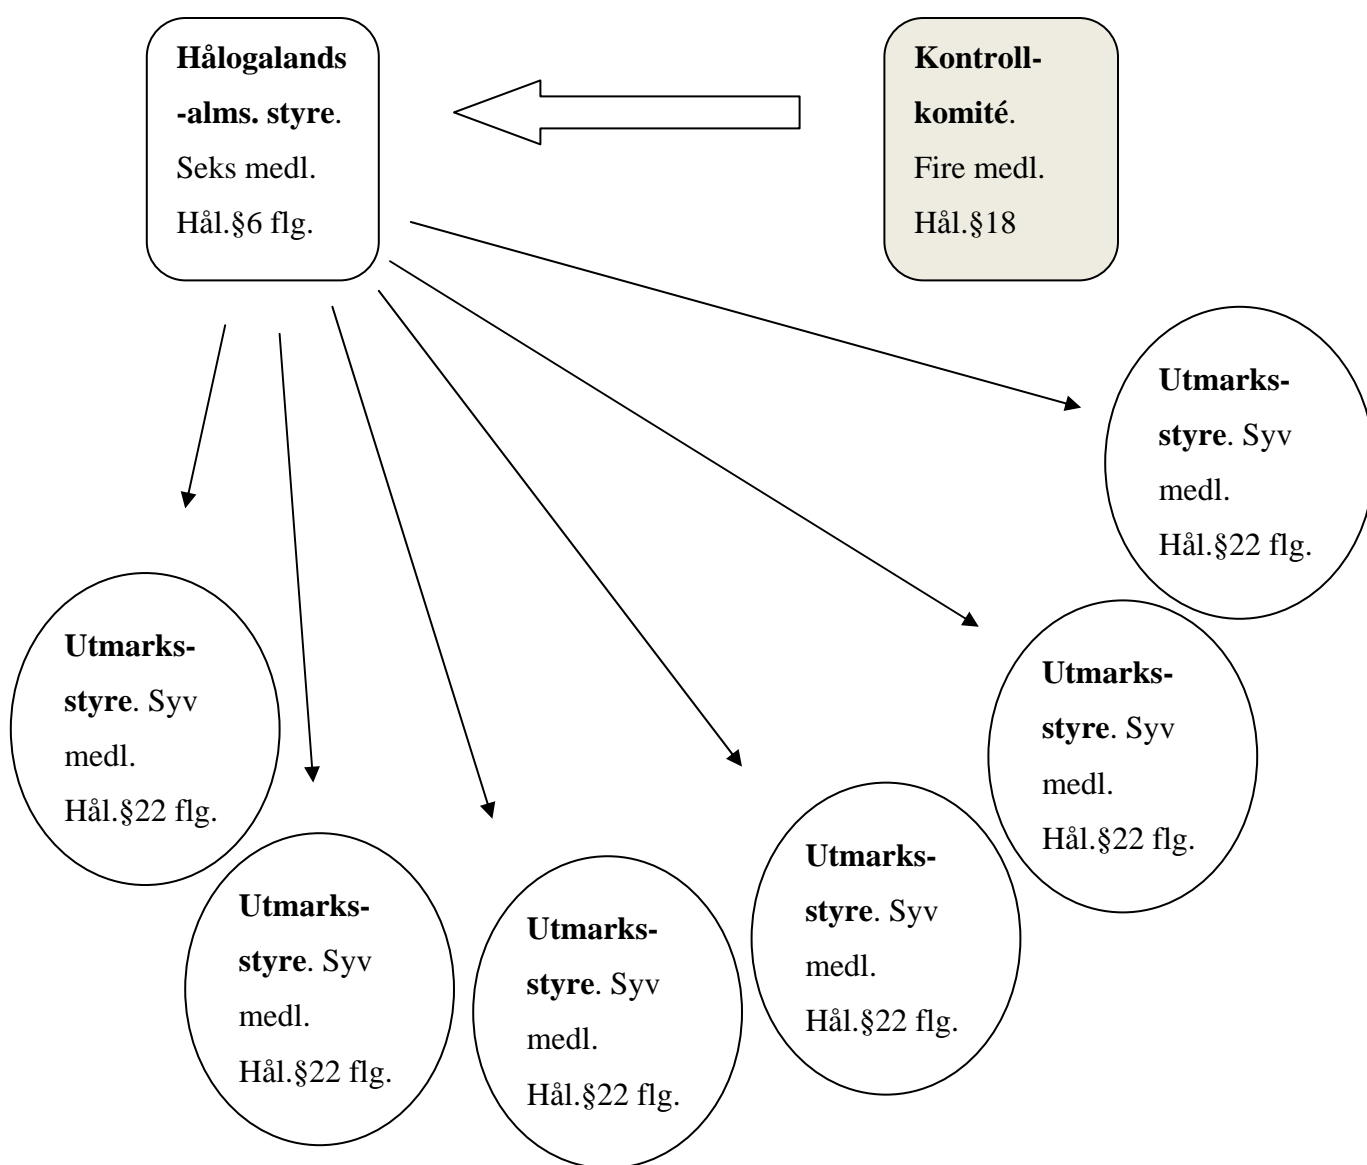 Hålogalands
-alms. styre.
Seks medl.
Hål.§6 flg.
Kontroll-
komité.
Fire medl.
Hål.§18
Utmarks-
styre. Syv
medl.
Hål.§22 flg.
Utmarks-
styre. Syv
medl.
Hål.§22 flg.
Utmarks-
styre. Syv
medl.
Hål.§22 flg.
Utmarks-
styre. Syv
medl.
Hål.§22 flg.
Utmarks-
styre. Syv
medl.
Hål.§22 flg.
Utmarks-
styre. Syv
medl.
Hål.§22 flg.